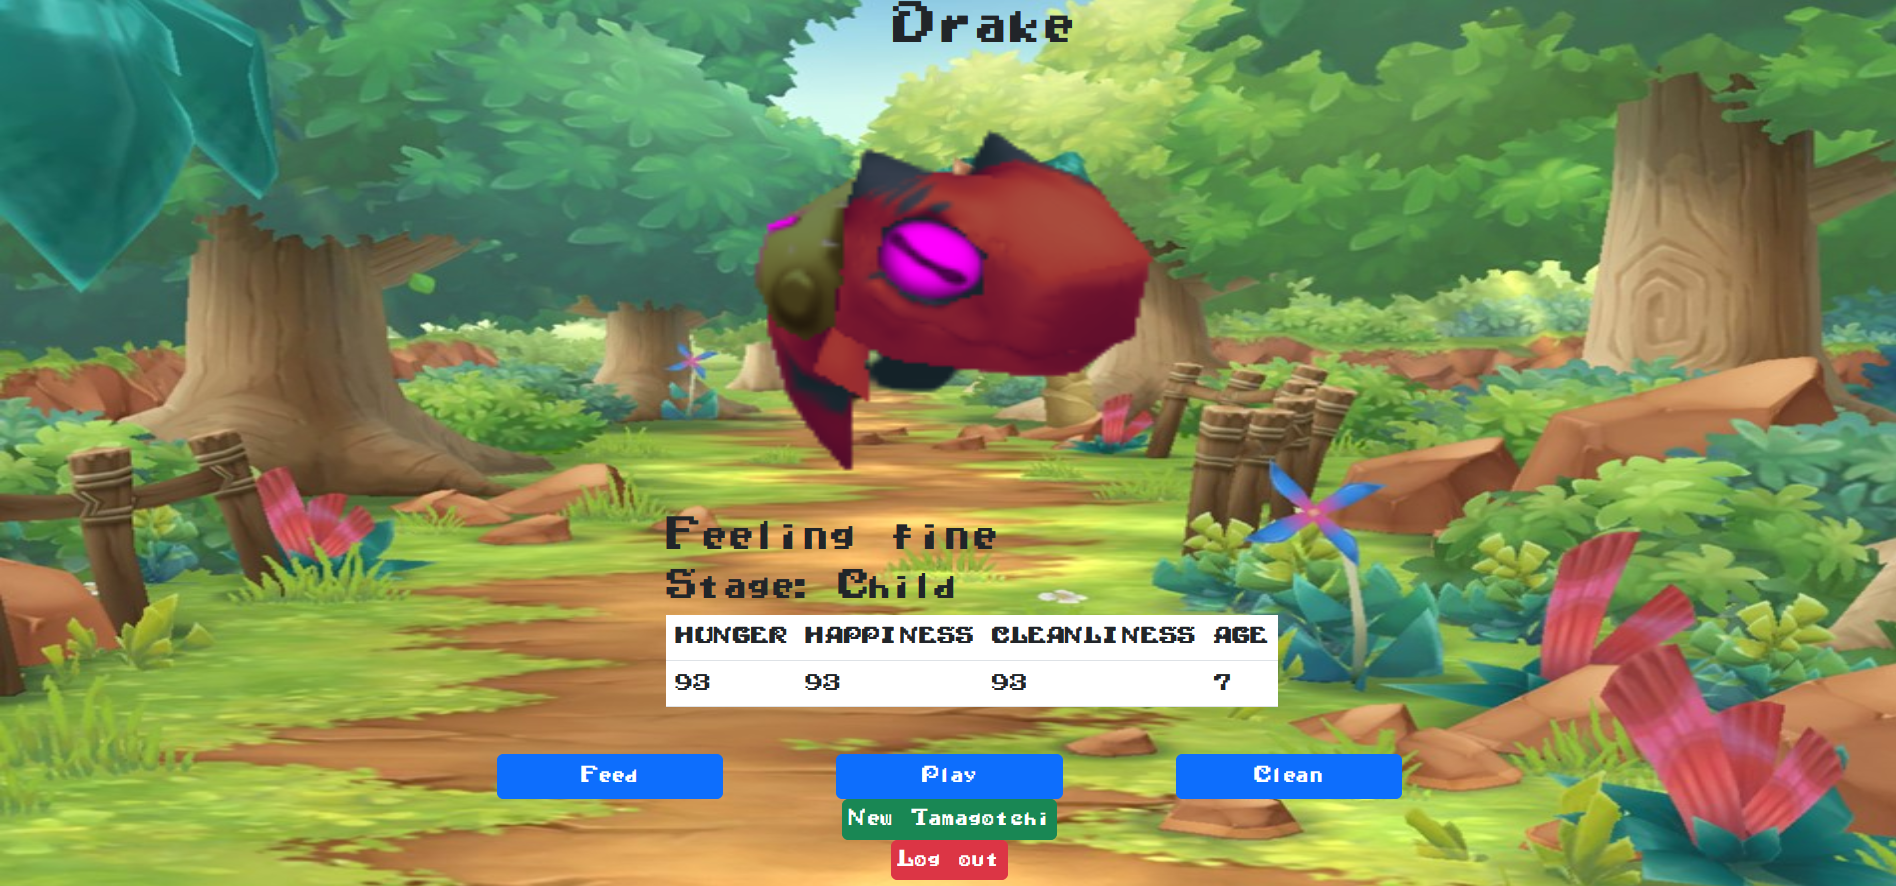 Drake
Feeling fine
Stage: Child
HUNGER HAPPINESS CLEANLINESS AGE
93 93 93 7
Feed Play Clean
New Tamagotchi
Log out